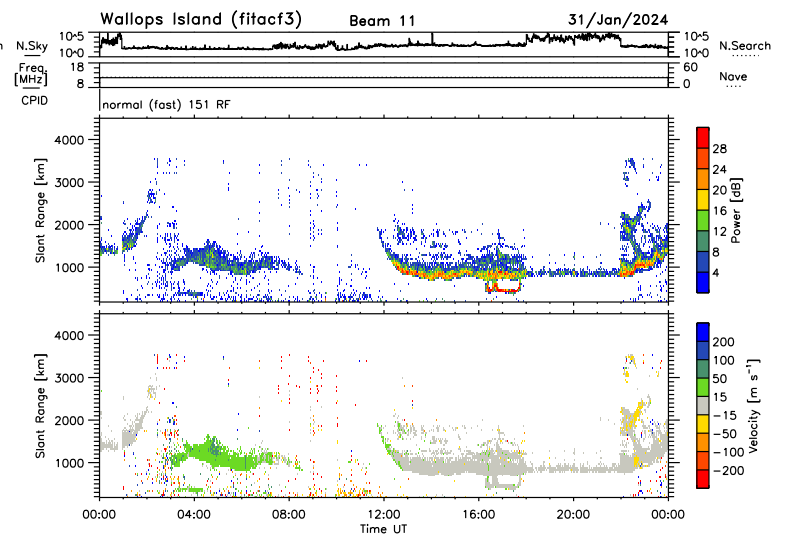 Wallops Island (fitacf3)
Beam 11
31/Jan/2024
n N.Sky
10^5
10^0
10^5
10^0
N.Search
Freq.
[MHz]
18
8
60
0
Nave
CPID
normal (fast) 151 RF
4000
3000
2000
1000
Slant Range [km]
28
24
20
16
12
8
4
Power [dB]
4000
3000
2000
1000
Slant Range [km]
200
100
50
15
-15
-50
-100
-200
Velocity [m s⁻¹]
00:00
04:00
08:00
12:00
16:00
20:00
00:00
Time UT